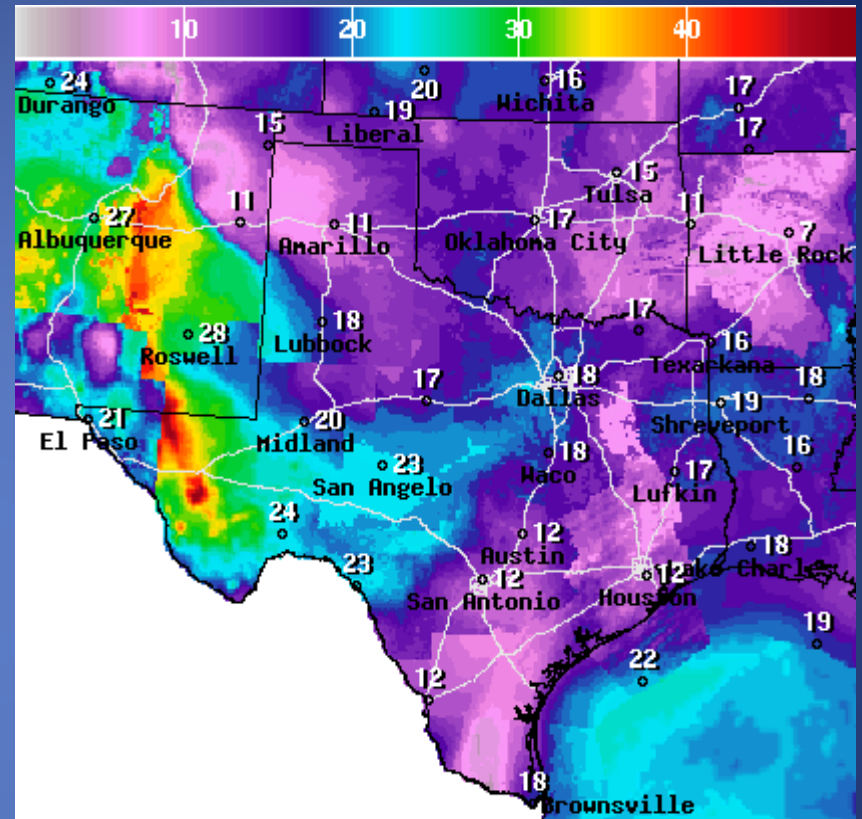 10 20 30 40
24 20 16 17
Durango Wichita
19
Liberal
15 17
15
Tulsa
27 11 11 17 11 7
Albuquerque Amarillo Oklahoma City Little Rock
28 18 17 16
Roswell Lubbock Texarkana
17 18 19 18
Dallas Shreveport
21 20
El Paso Midland
23 18 17 16
San Angelo Waco Lufkin
24 12 18
Austin Lake Charles
23 12 12
San Antonio Houston
19
22
12
18
Brownsville